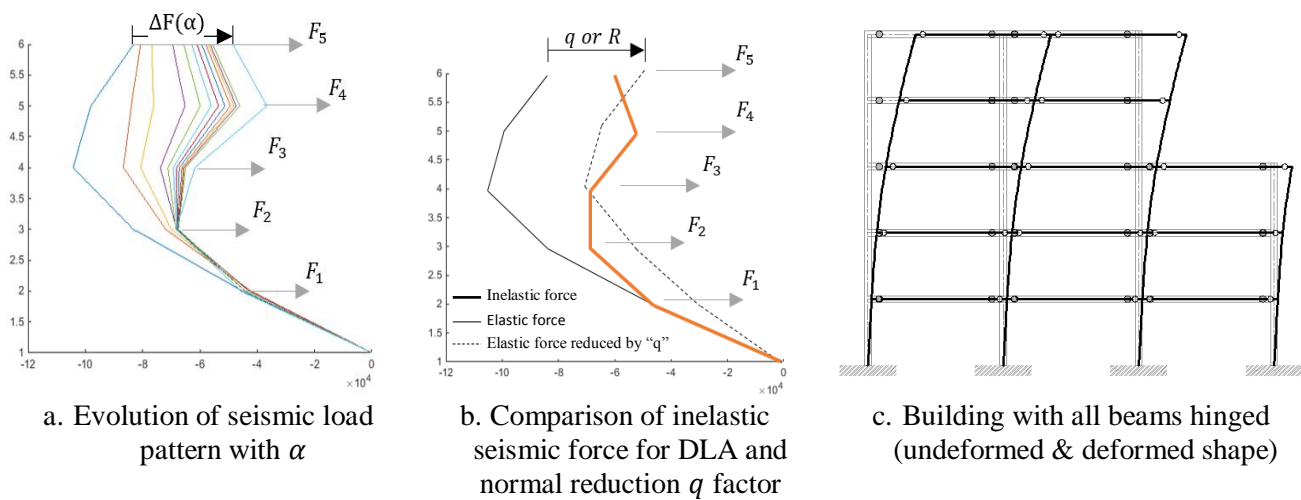 ΔF(α)
F₅
F₄
F₃
F₂
F₁
6
5.5
5
4.5
4
3.5
3
2.5
2
1.5
1
-12 -10 -8 -6 -4 -2 0
×10⁴
a. Evolution of seismic load
pattern with α
q or R
F₅
F₄
F₃
F₂
F₁
6
5.5
5
4.5
4
3.5
3
2.5
2
1.5
1
Inelastic force
Elastic force
Elastic force reduced by “q”
-12 -10 -8 -6 -4 -2 0
×10⁴
b. Comparison of inelastic
seismic force for DLA and
normal reduction q factor
c. Building with all beams hinged
(undeformed & deformed shape)